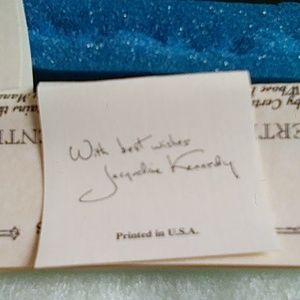 With best wishes
Jacqueline Kennedy
Printed in U.S.A.